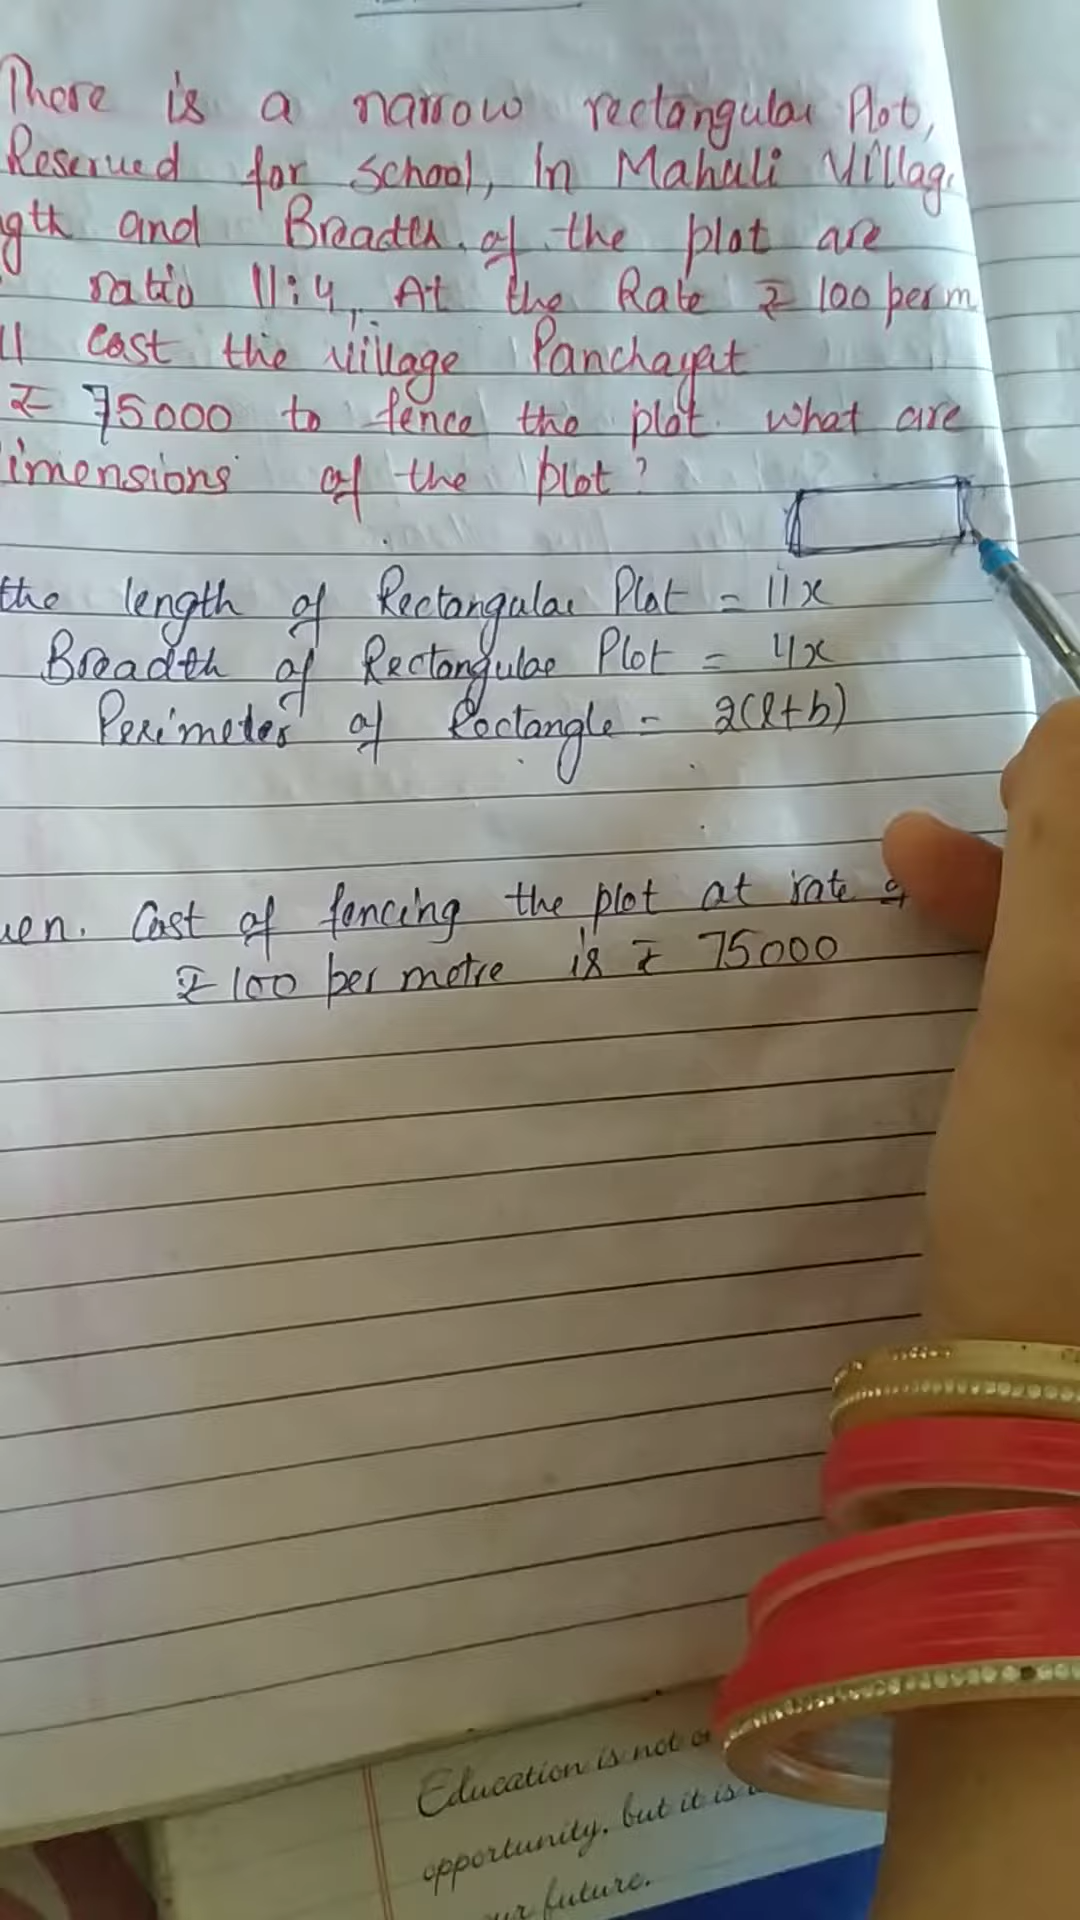 There is a narrow rectangular Plot,
Reserved for school, In Mahuli Village
gth and Breadth of the plot are
ratio 11:4, At the Rate ₹ 100 per m
ll cost the village Panchayat
₹ 75000 to fence the plot. what are
imensions of the plot?
the length of Rectangular Plot = 11x
Breadth of Rectangular Plot = 4x
Perimeter of Rectangle = 2(l+b)
ven. Cost of fencing the plot at rate of
₹ 100 per metre is ₹ 75000
Education is not
opportunity, but it is
ur future.